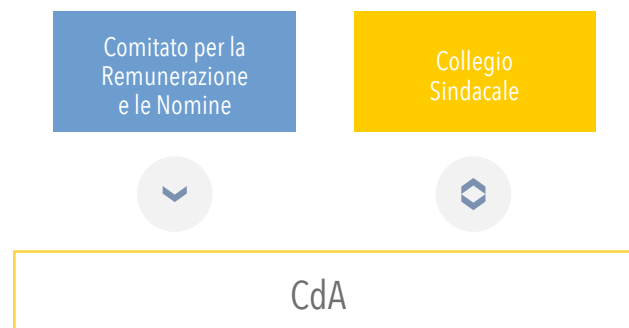 Comitato per la
Remunerazione
e le Nomine
Collegio
Sindacale
CdA